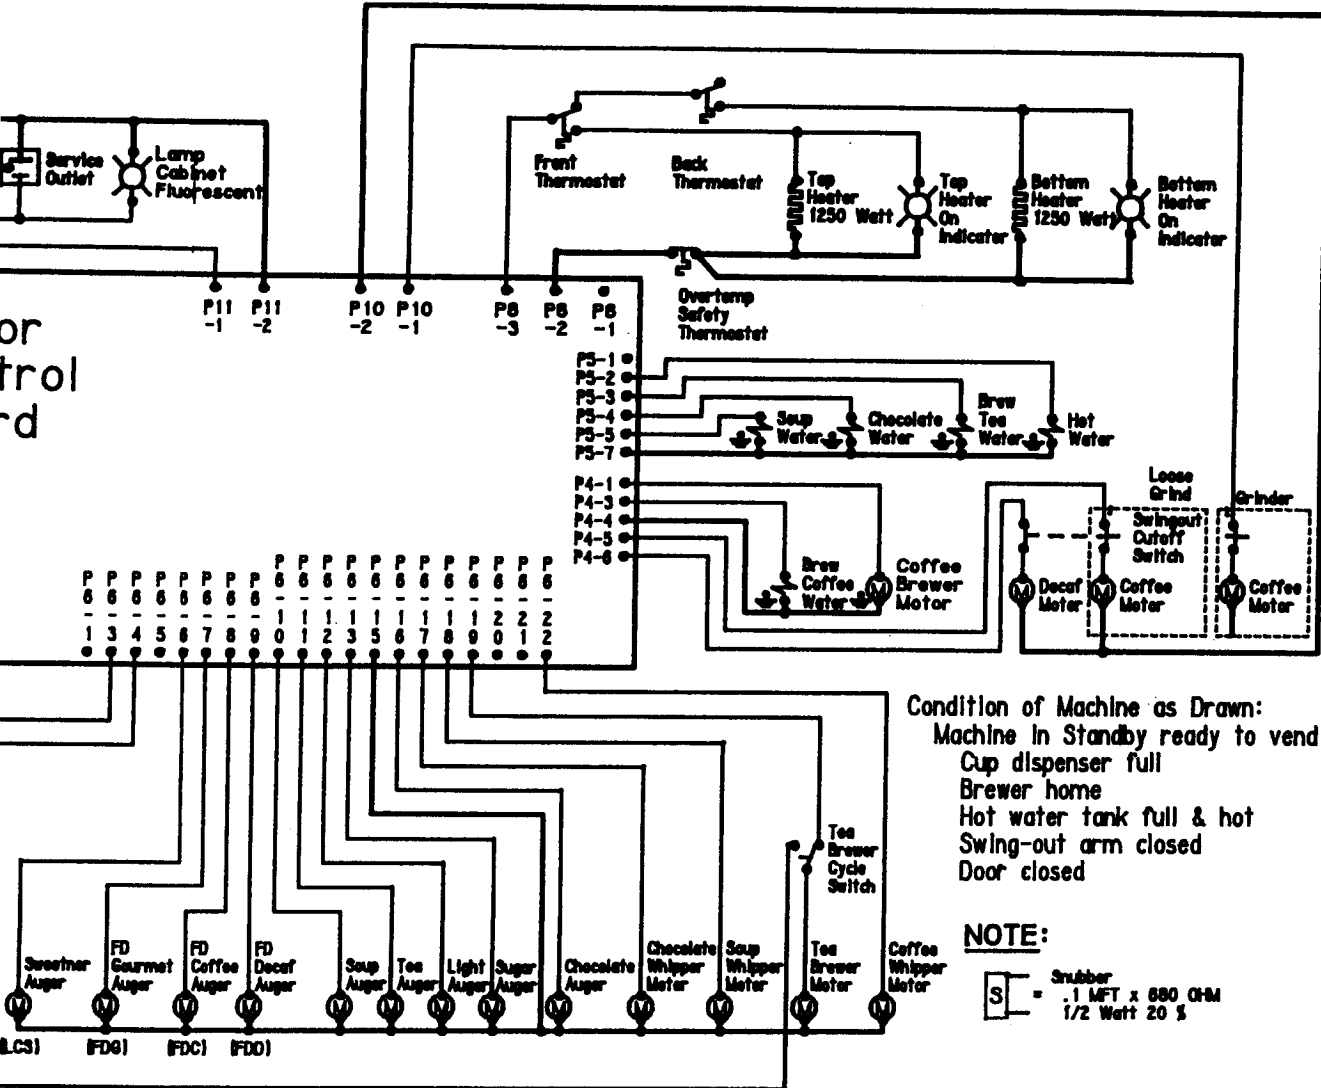 Service
Outlet
Lamp
Cabinet
Fluorescent
Front
Thermostat
Back
Thermostat
Top
Heater
1250 Watt
Top
Heater
On
Indicator
Bottom
Heater
1250 Watt
Bottom
Heater
On
Indicator
Overtemp
Safety
Thermostat
P11
-1
P11
-2
P10
-2
P10
-1
P8
-3
P8
-2
P8
-1
or
trol
rd
P5-1
P5-2
P5-3
P5-4
P5-5
P5-7
Soup
Water
Chocolate
Water
Brew
Tea
Water
Hot
Water
P4-1
P4-3
P4-4
P4-5
P4-6
Brew
Coffee
Water
M
Coffee
Brewer
Motor
M
Decaf
Motor
Loose
Grind
Swingout
Cutoff
Switch
M
Coffee
Motor
Grinder
M
Coffee
Motor
P6-1
P6-3
P6-4
P6-5
P6-6
P6-7
P6-8
P6-9
P6-10
P6-11
P6-12
P6-13
P6-15
P6-16
P6-17
P6-18
P6-19
P6-20
P6-21
P6-22
Condition of Machine as Drawn:
Machine in Standby ready to vend
Cup dispenser full
Brewer home
Hot water tank full & hot
Swing-out arm closed
Door closed
Tea
Brewer
Cycle
Switch
Sweetner
Auger
FD
Gourmet
Auger
FD
Coffee
Auger
FD
Decaf
Auger
Soup
Auger
Tea
Auger
Light
Auger
Sugar
Auger
Chocolate
Auger
Chocolate
Whipper
Motor
Soup
Whipper
Motor
Tea
Brewer
Motor
Coffee
Whipper
Motor
M M M M M M M M M M M M M
(LCS) (FDG) (FDC) (FDD)
NOTE:
S = Snubber
.1 MFT x 680 OHM
1/2 Watt 20 %